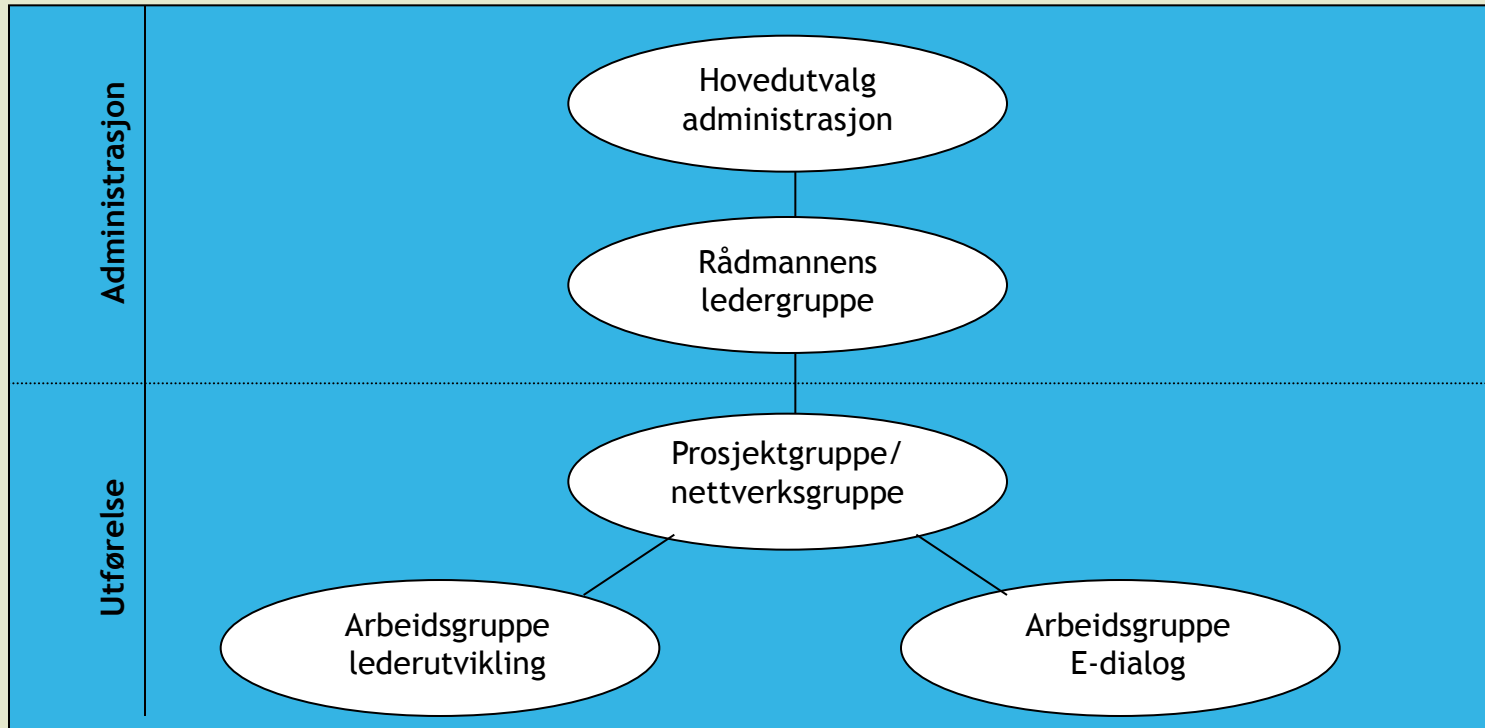 Administrasjon
Hovedutvalg
administrasjon
Rådmannens
ledergruppe
Utførelse
Prosjektgruppe/
nettverksgruppe
Arbeidsgruppe
lederutvikling
Arbeidsgruppe
E-dialog